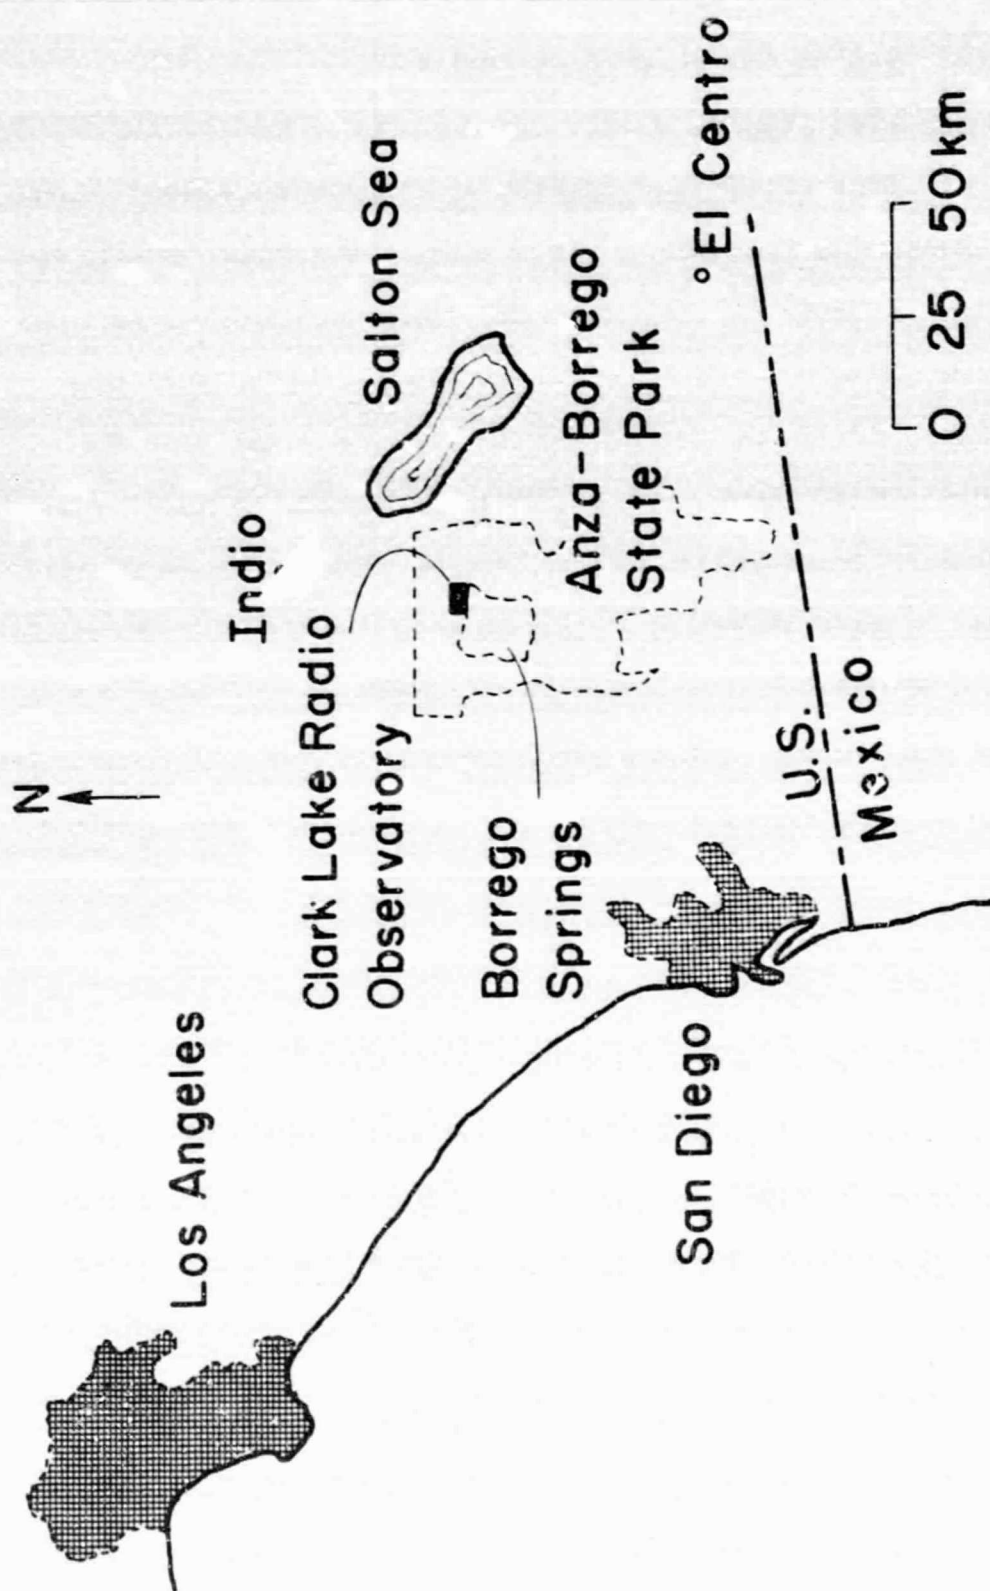 N
Los Angeles
Clark Lake Radio
Observatory
Indio
Salton Sea
Borrego
Springs
Anza-Borrego
State Park
San Diego
El Centro
U.S.
Mexico
0 25 50 km